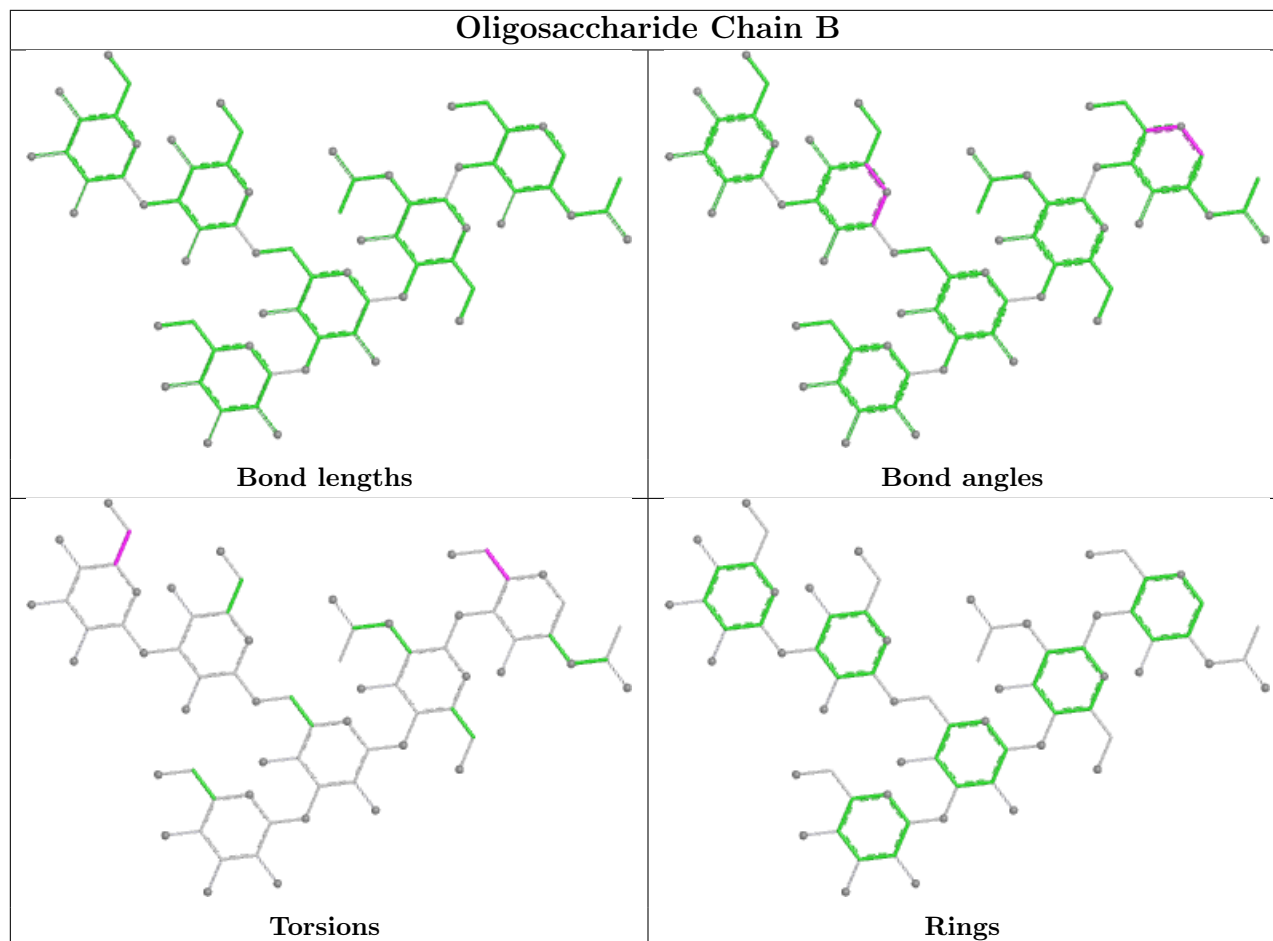 Oligosaccharide Chain B
Bond lengths
Bond angles
Torsions
Rings